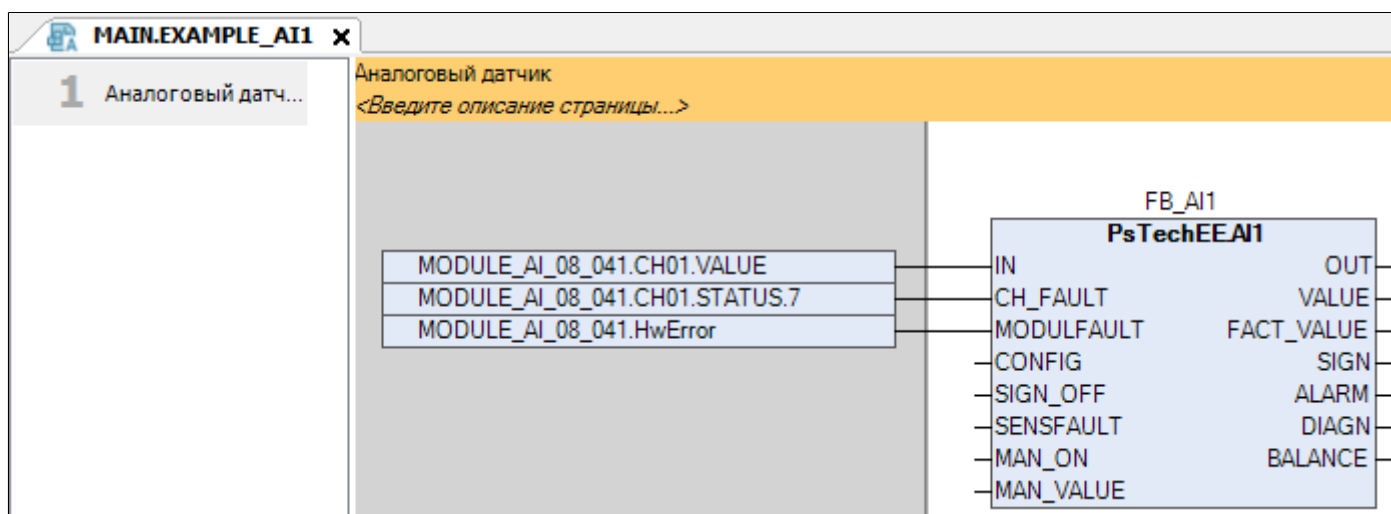 MAIN.EXAMPLE_AI1
1 Аналоговый датч...
Аналоговый датчик
<Введите описание страницы...>
FB_AI1
PsTechEE.AI1
MODULE_AI_08_041.CH01.VALUE
IN OUT
MODULE_AI_08_041.CH01.STATUS.7
CH_FAULT VALUE
MODULE_AI_08_041.HwError
MODULFAULT FACT_VALUE
CONFIG SIGN
SIGN_OFF ALARM
SENSFAULT DIAGN
MAN_ON BALANCE
MAN_VALUE